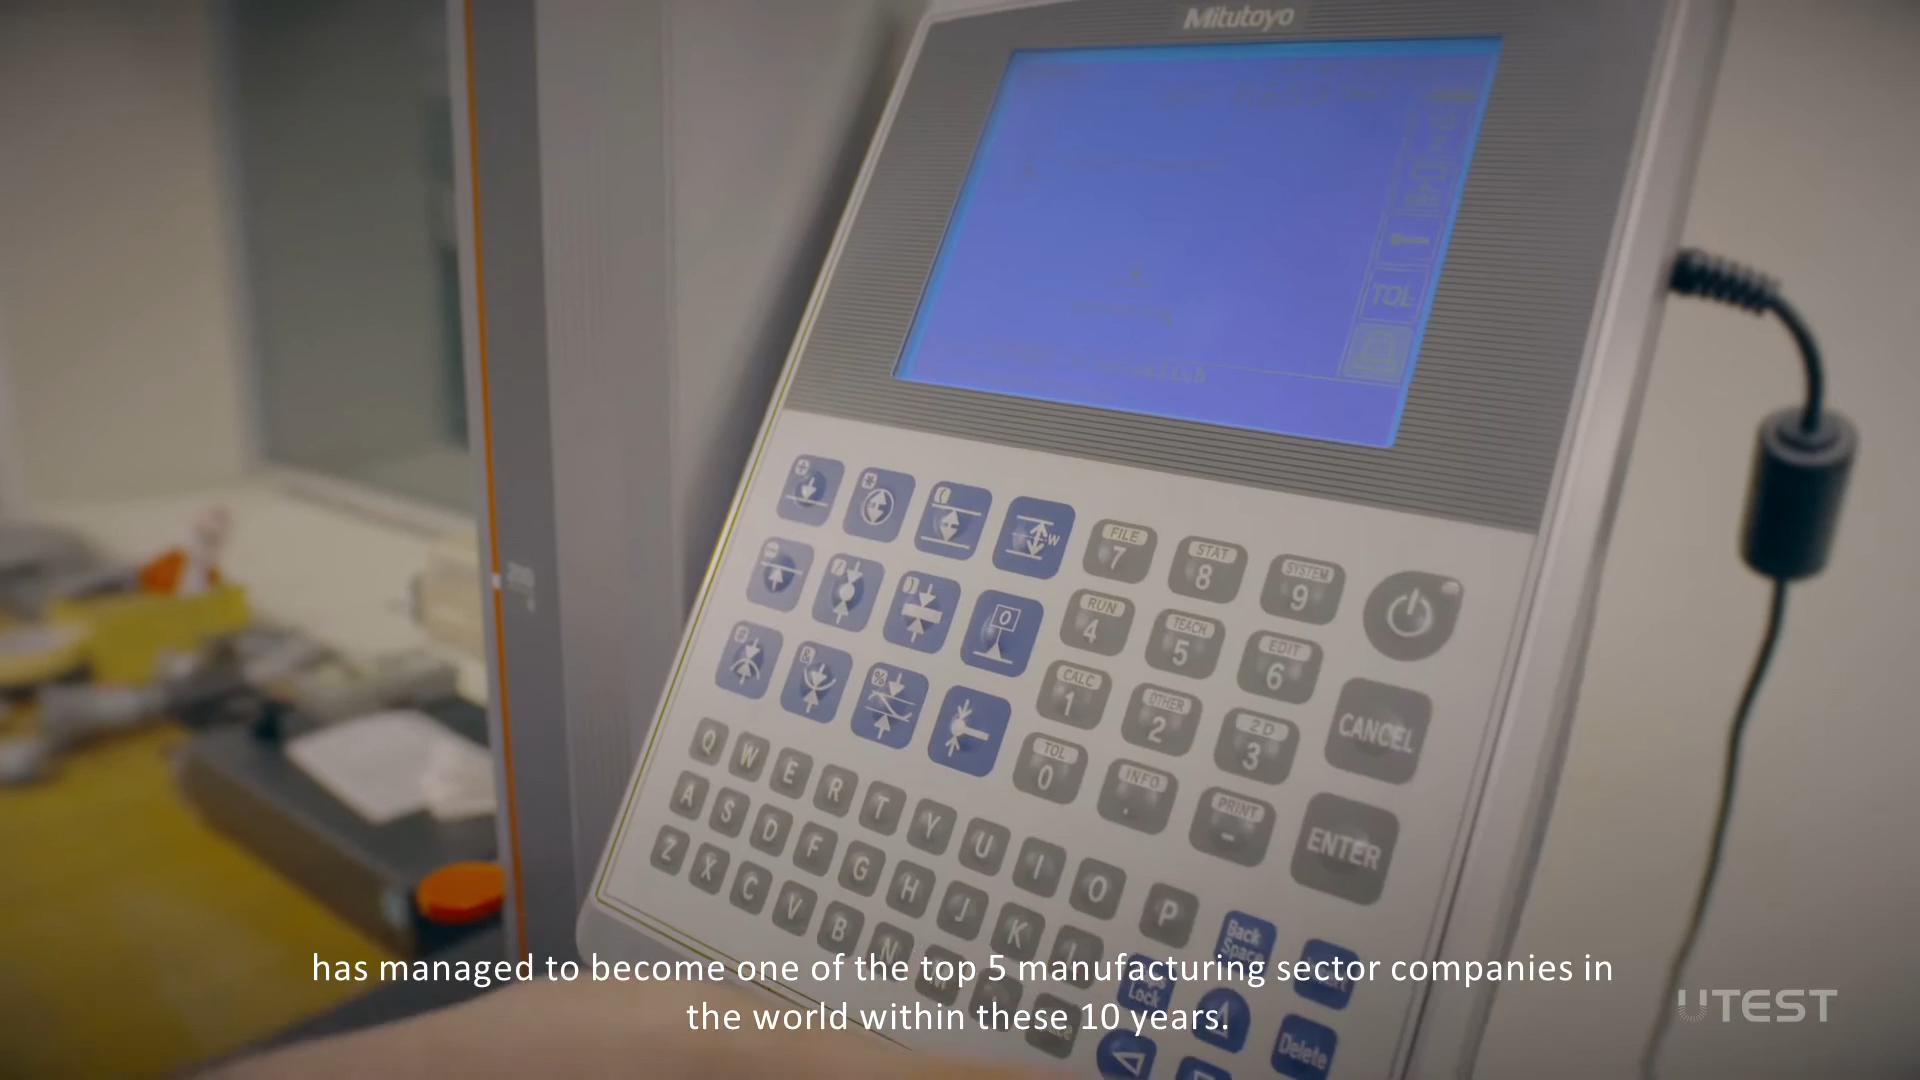 Mitutoyo
TOL
FILE
7
STAT
8
SYSTEM
9
RUN
4
TEACH
5
EDIT
6
CALC
1
OTHER
2
2D
3
CANCEL
TOL
0
INFO
.
PRINT
-
ENTER
Q W E R T Y U I O P
A S D F G H J K L
Z X C V B N
Back
Space
Lock
Delete
has managed to become one of the top 5 manufacturing sector companies in
the world within these 10 years.
UTEST